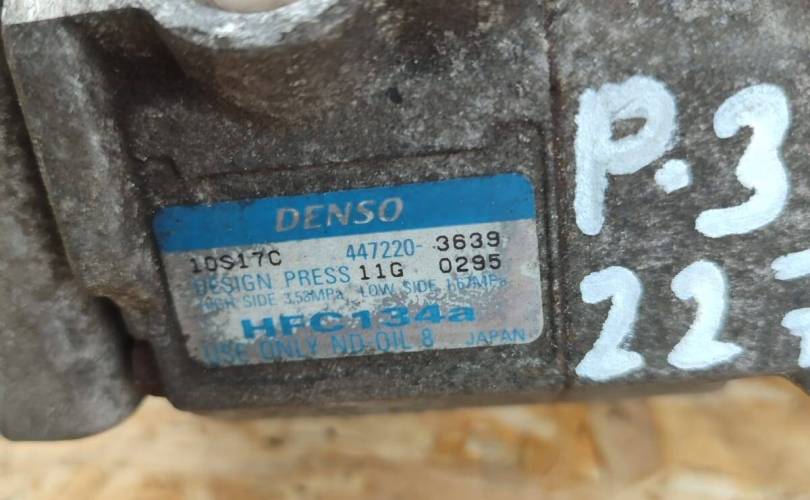 DENSO
10S17C 447220- 3639
DESIGN PRESS 11G 0295
HIGH SIDE 3.53MPa LOW SIDE 1.67MPa
HFC134a
USE ONLY ND-OIL 8 JAPAN
P.3
22